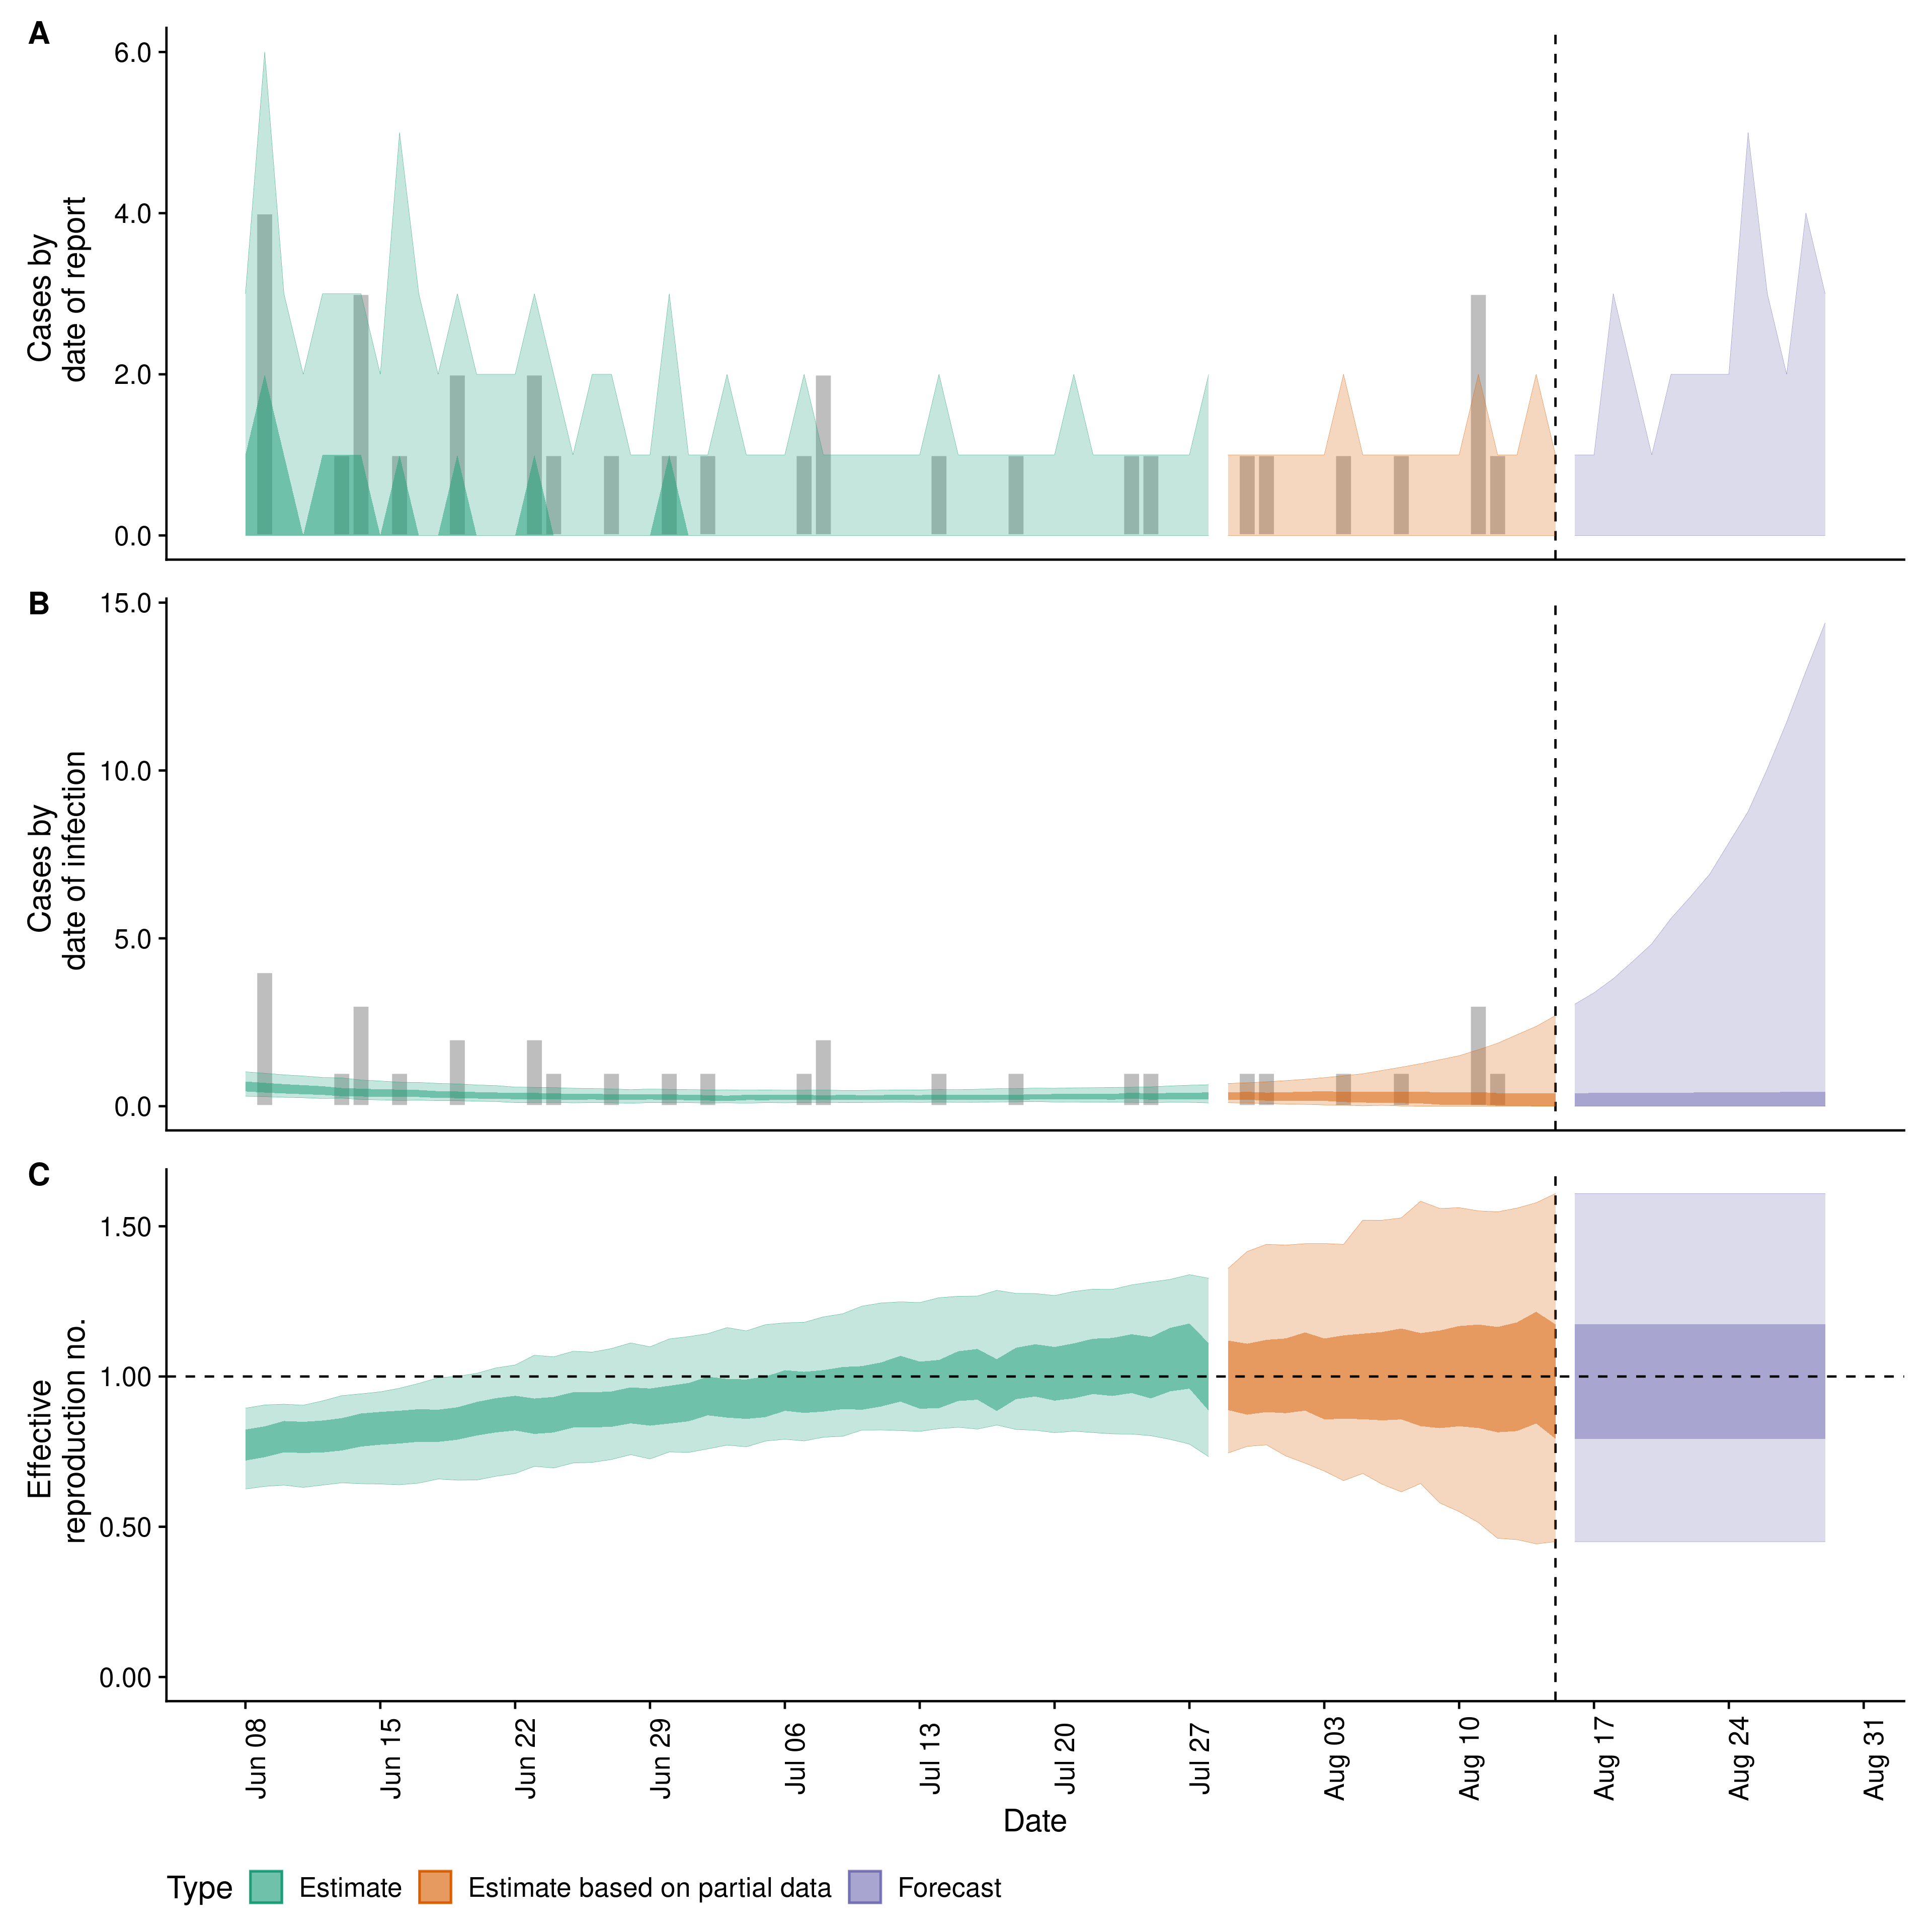 A
Cases by
date of report
6.0
4.0
2.0
0.0
B
Cases by
date of infection
15.0
10.0
5.0
0.0
C
Effective
reproduction no.
1.50
1.00
0.50
0.00
Jun 08
Jun 15
Jun 22
Jun 29
Jul 06
Jul 13
Jul 20
Jul 27
Aug 03
Aug 10
Aug 17
Aug 24
Aug 31
Date
Type
Estimate
Estimate based on partial data
Forecast